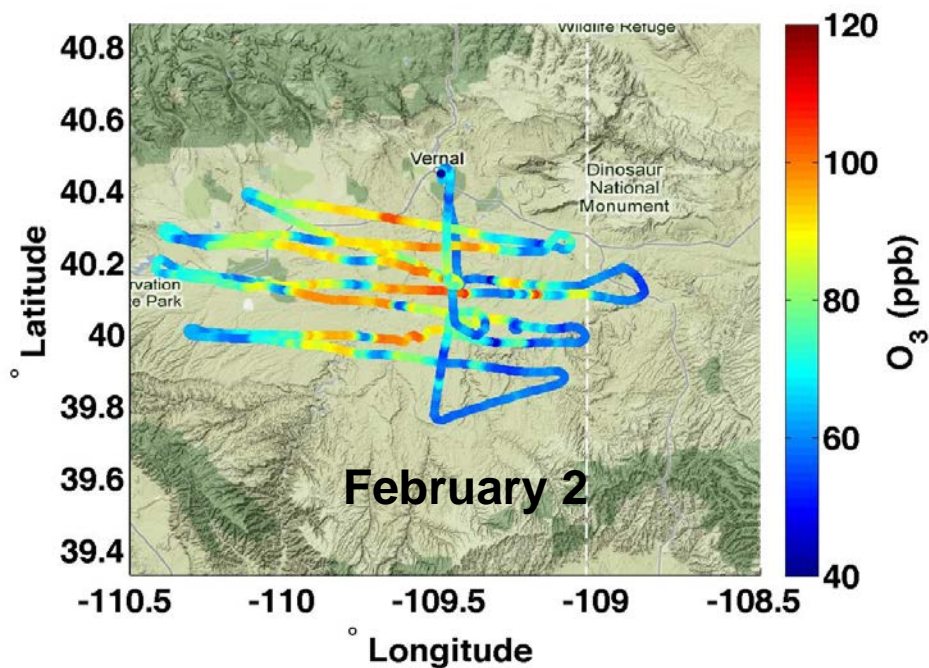 Wildlife Refuge
Vernal
Dinosaur
National
Monument
ervation
te Park
February 2
40.8
40.6
40.4
40.2
40
39.8
39.6
39.4
° Latitude
-110.5 -110 -109.5 -109 -108.5
° Longitude
120
100
80
60
40
O3 (ppb)